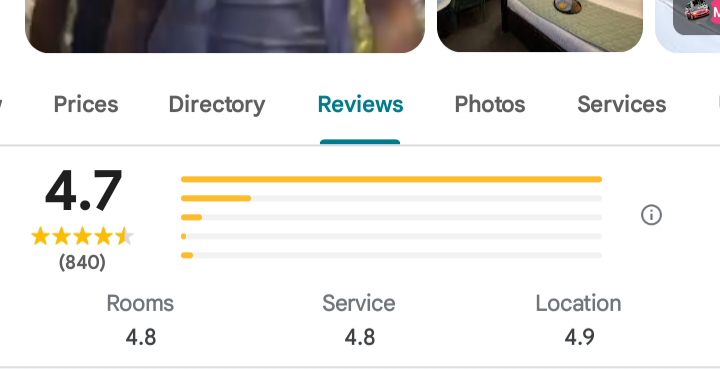 Prices Directory Reviews Photos Services
4.7
(840)
Rooms Service Location
4.8 4.8 4.9